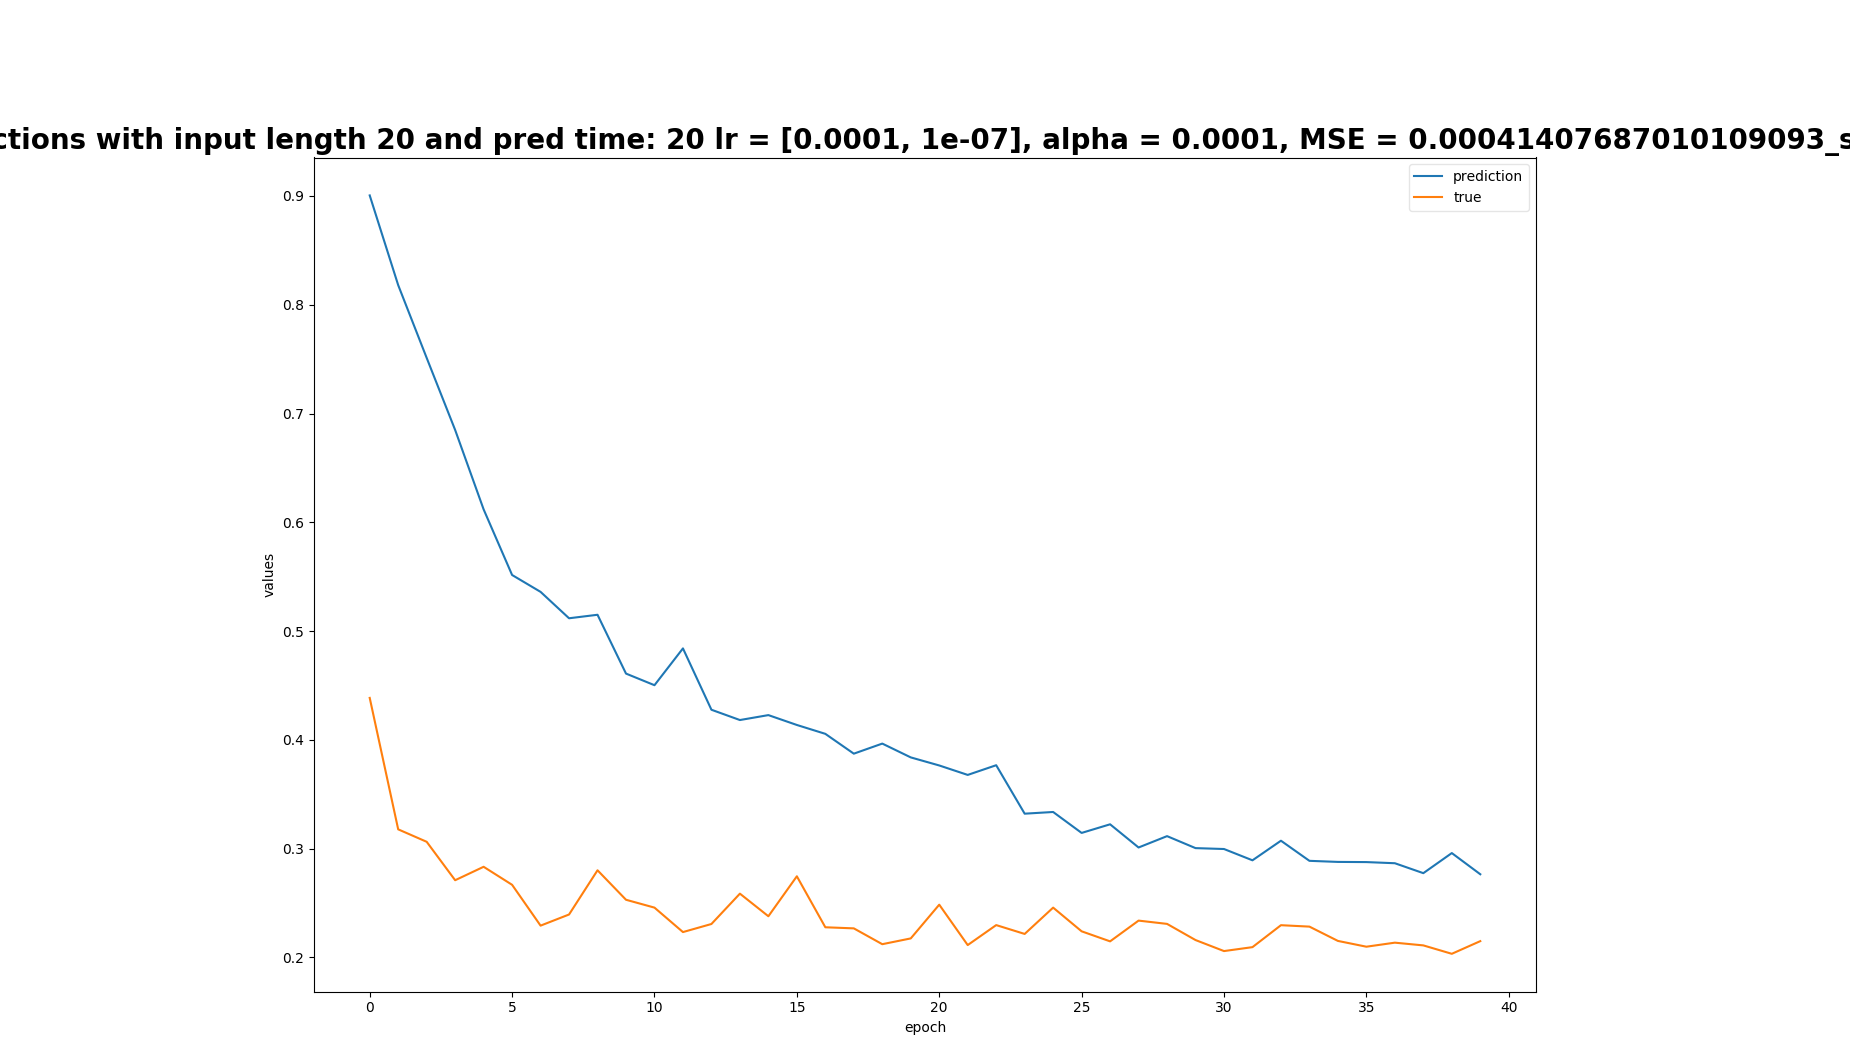 ctions with input length 20 and pred time: 20 lr = [0.0001, 1e-07], alpha = 0.0001, MSE = 0.00041407687010109093_s
prediction
true
0.9
0.8
0.7
0.6
0.5
0.4
0.3
0.2
values
0 5 10 15 20 25 30 35 40
epoch